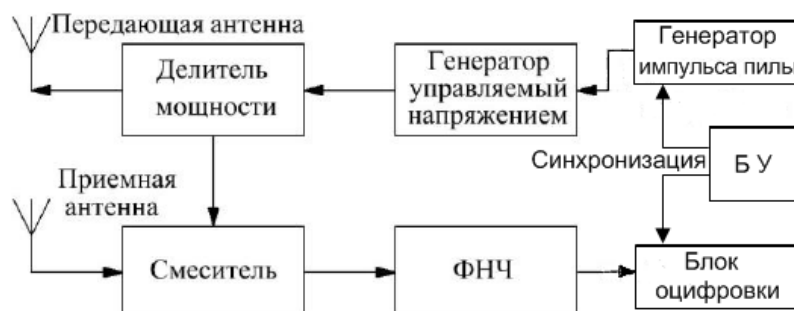 Передающая антенна
Делитель
мощности
Генератор
управляемый
напряжением
Генератор
импульса пилы
Синхронизация
Б У
Приемная
антенна
Смеситель
ФНЧ
Блок
оцифровки